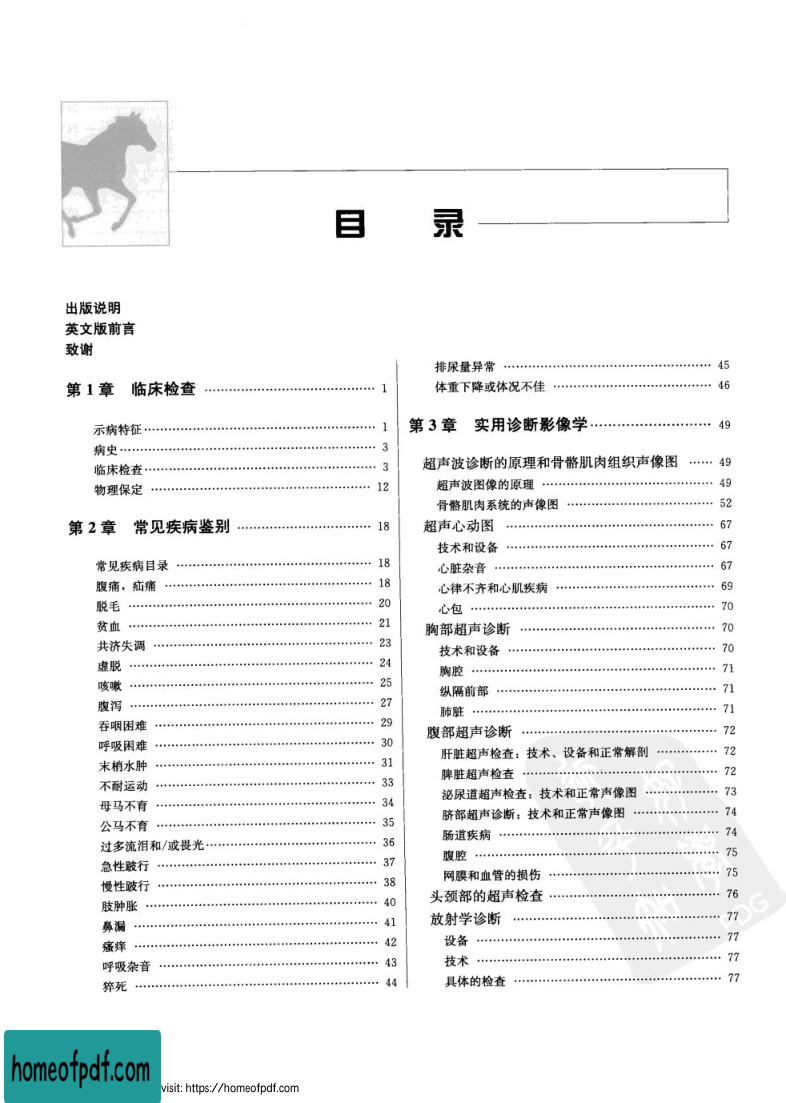 目 录
出版说明
英文版前言
致谢
第1章 临床检查 …… 1
示病特征 …… 1
病史 …… 3
临床检查 …… 3
物理保定 …… 12
第2章 常见疾病鉴别 …… 18
常见疾病目录 …… 18
腹痛，疝痛 …… 18
脱毛 …… 20
贫血 …… 21
共济失调 …… 23
虚脱 …… 24
咳嗽 …… 25
腹泻 …… 27
吞咽困难 …… 29
呼吸困难 …… 30
末梢水肿 …… 31
不耐运动 …… 33
母马不育 …… 34
公马不育 …… 35
过多流泪和/或畏光 …… 36
急性跛行 …… 37
慢性跛行 …… 38
肢肿胀 …… 40
鼻漏 …… 41
瘙痒 …… 42
呼吸杂音 …… 43
猝死 …… 44
排尿量异常 …… 45
体重下降或体况不佳 …… 46
第3章 实用诊断影像学 …… 49
超声波诊断的原理和骨骼肌肉组织声像图 …… 49
超声波图像的原理 …… 49
骨骼肌肉系统的声像图 …… 52
超声心动图 …… 67
技术和设备 …… 67
心脏杂音 …… 67
心律不齐和心肌疾病 …… 69
心包 …… 70
胸部超声诊断 …… 70
技术和设备 …… 70
胸腔 …… 71
纵隔前部 …… 71
肺脏 …… 71
腹部超声诊断 …… 72
肝脏超声检查：技术、设备和正常解剖 …… 72
脾脏超声检查 …… 72
泌尿道超声检查：技术和正常声像图 …… 73
脐部超声诊断：技术和正常声像图 …… 74
肠道疾病 …… 74
腹腔 …… 75
网膜和血管的损伤 …… 75
头颈部的超声检查 …… 76
放射学诊断 …… 77
设备 …… 77
技术 …… 77
具体的检查 …… 77
homeofpdf.com
visit: https://homeofpdf.com